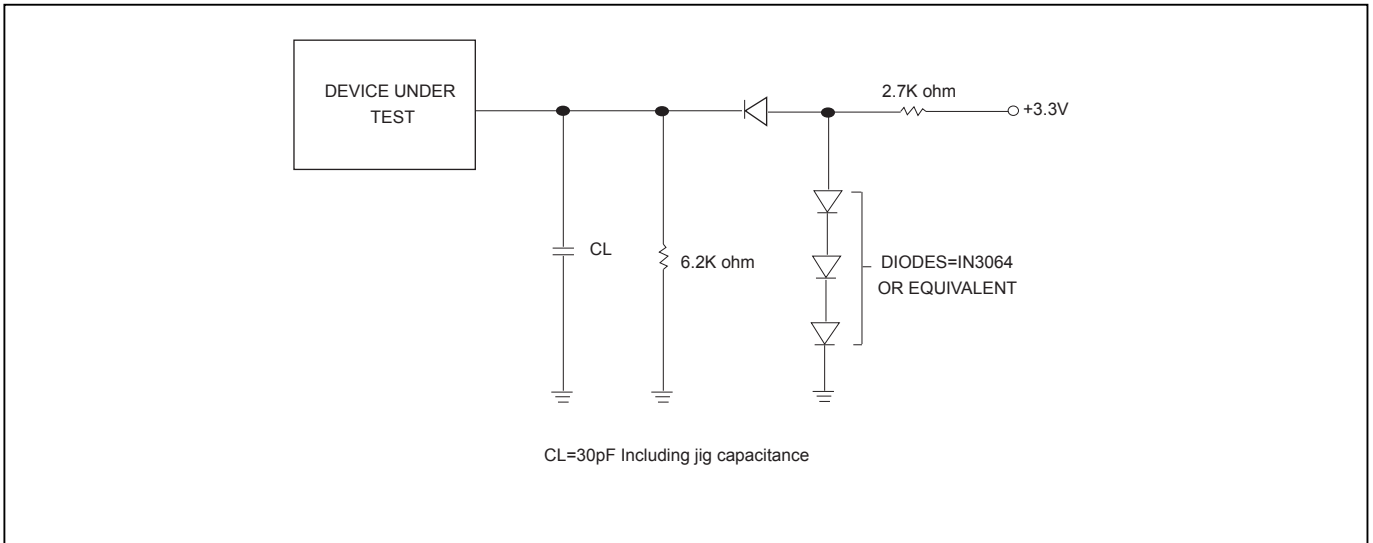 DEVICE UNDER
TEST
2.7K ohm
+3.3V
CL
6.2K ohm
DIODES=IN3064
OR EQUIVALENT
CL=30pF Including jig capacitance